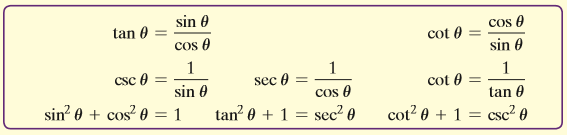 tan θ = sin θ / cos θ    cot θ = cos θ / sin θ
csc θ = 1 / sin θ    sec θ = 1 / cos θ    cot θ = 1 / tan θ
sin² θ + cos² θ = 1    tan² θ + 1 = sec² θ    cot² θ + 1 = csc² θ